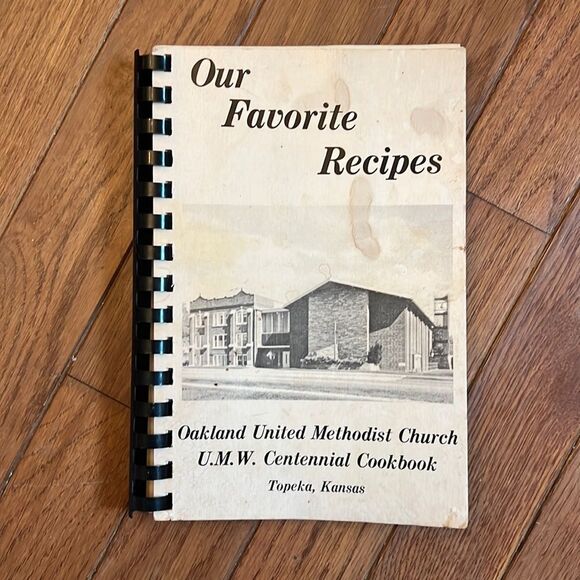 Our
Favorite
Recipes
Oakland United Methodist Church
U.M.W. Centennial Cookbook
Topeka, Kansas